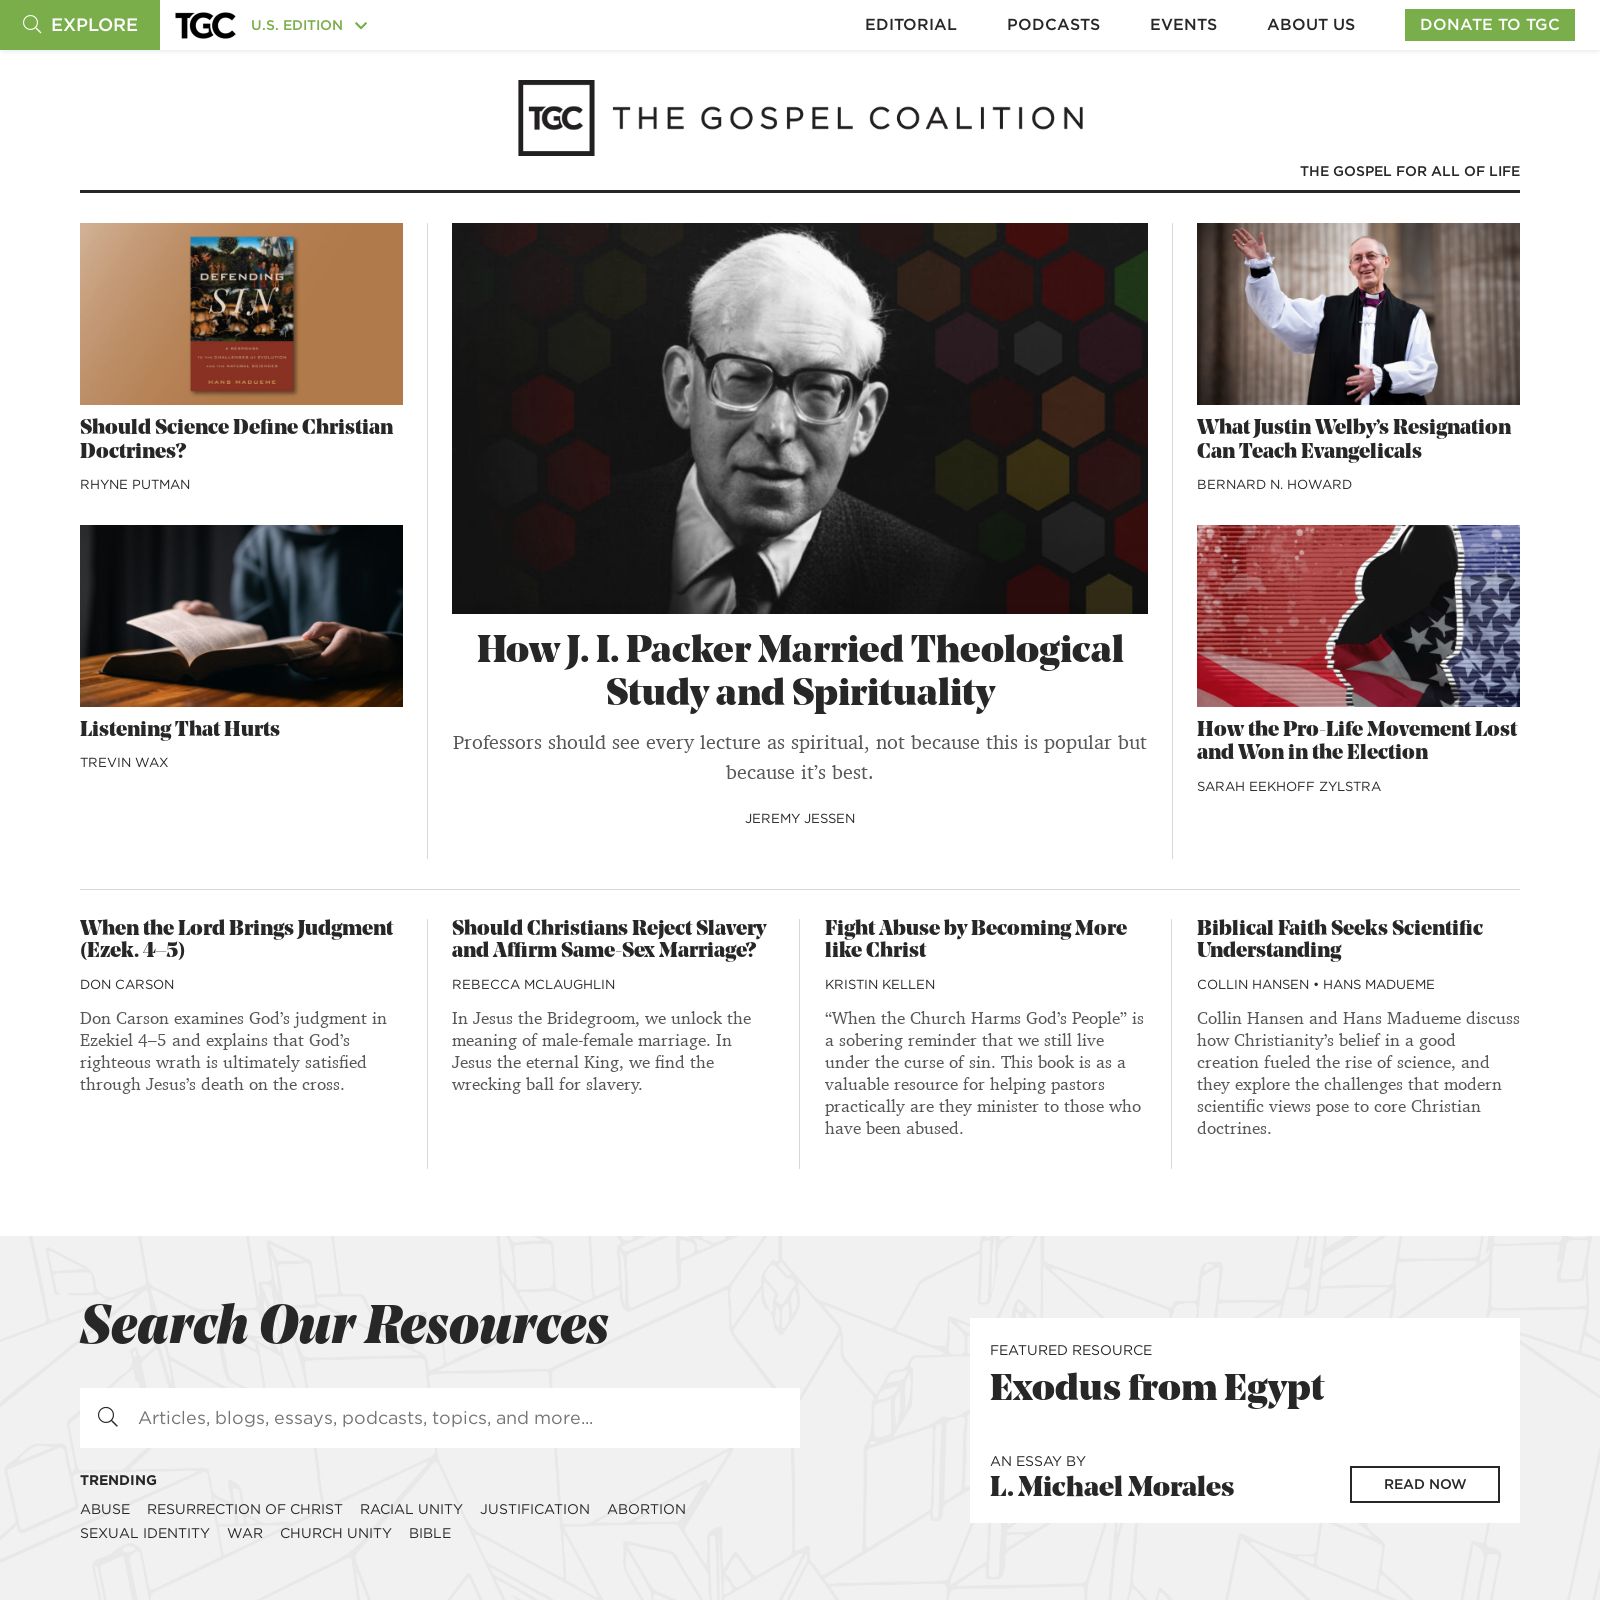 EXPLORE
TGC
U.S. EDITION
EDITORIAL
PODCASTS
EVENTS
ABOUT US
DONATE TO TGC
TGC THE GOSPEL COALITION
THE GOSPEL FOR ALL OF LIFE
DEFENDING
SIN
A RESPONSE
TO THE CHALLENGES OF EVOLUTION
AND THE NATURAL SCIENCES
HANS MADUEME
Should Science Define Christian
Doctrines?
RHYNE PUTMAN
Listening That Hurts
TREVIN WAX
How J. I. Packer Married Theological
Study and Spirituality
Professors should see every lecture as spiritual, not because this is popular but
because it’s best.
JEREMY JESSEN
What Justin Welby’s Resignation
Can Teach Evangelicals
BERNARD N. HOWARD
How the Pro-Life Movement Lost
and Won in the Election
SARAH EEKHOFF ZYLSTRA
When the Lord Brings Judgment
(Ezek. 4–5)
DON CARSON
Don Carson examines God’s judgment in
Ezekiel 4–5 and explains that God’s
righteous wrath is ultimately satisfied
through Jesus’s death on the cross.
Should Christians Reject Slavery
and Affirm Same-Sex Marriage?
REBECCA MCLAUGHLIN
In Jesus the Bridegroom, we unlock the
meaning of male-female marriage. In
Jesus the eternal King, we find the
wrecking ball for slavery.
Fight Abuse by Becoming More
like Christ
KRISTIN KELLEN
“When the Church Harms God’s People” is
a sobering reminder that we still live
under the curse of sin. This book is as a
valuable resource for helping pastors
practically are they minister to those who
have been abused.
Biblical Faith Seeks Scientific
Understanding
COLLIN HANSEN • HANS MADUEME
Collin Hansen and Hans Madueme discuss
how Christianity’s belief in a good
creation fueled the rise of science, and
they explore the challenges that modern
scientific views pose to core Christian
doctrines.
Search Our Resources
Articles, blogs, essays, podcasts, topics, and more...
TRENDING
ABUSE RESURRECTION OF CHRIST RACIAL UNITY JUSTIFICATION ABORTION
SEXUAL IDENTITY WAR CHURCH UNITY BIBLE
FEATURED RESOURCE
Exodus from Egypt
AN ESSAY BY
L. Michael Morales
READ NOW